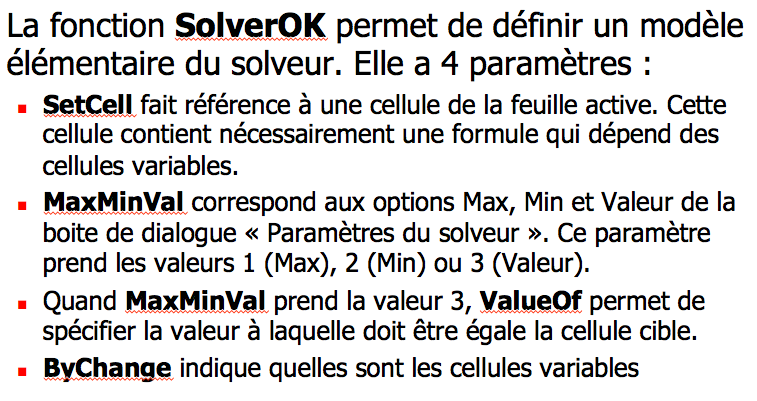 La fonction SolverOK permet de définir un modèle
élémentaire du solveur. Elle a 4 paramètres :
SetCell fait référence à une cellule de la feuille active. Cette
cellule contient nécessairement une formule qui dépend des
cellules variables.
MaxMinVal correspond aux options Max, Min et Valeur de la
boite de dialogue « Paramètres du solveur ». Ce paramètre
prend les valeurs 1 (Max), 2 (Min) ou 3 (Valeur).
Quand MaxMinVal prend la valeur 3, ValueOf permet de
spécifier la valeur à laquelle doit être égale la cellule cible.
ByChange indique quelles sont les cellules variables